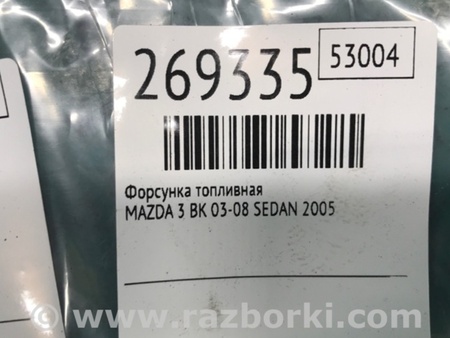 269335
53004
Форсунка топливная
MAZDA 3 BK 03-08 SEDAN 2005
www.razborki.com